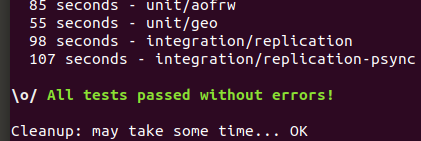 85 seconds - unit/aofrw
55 seconds - unit/geo
98 seconds - integration/replication
107 seconds - integration/replication-psync
\o/ All tests passed without errors!
Cleanup: may take some time... OK